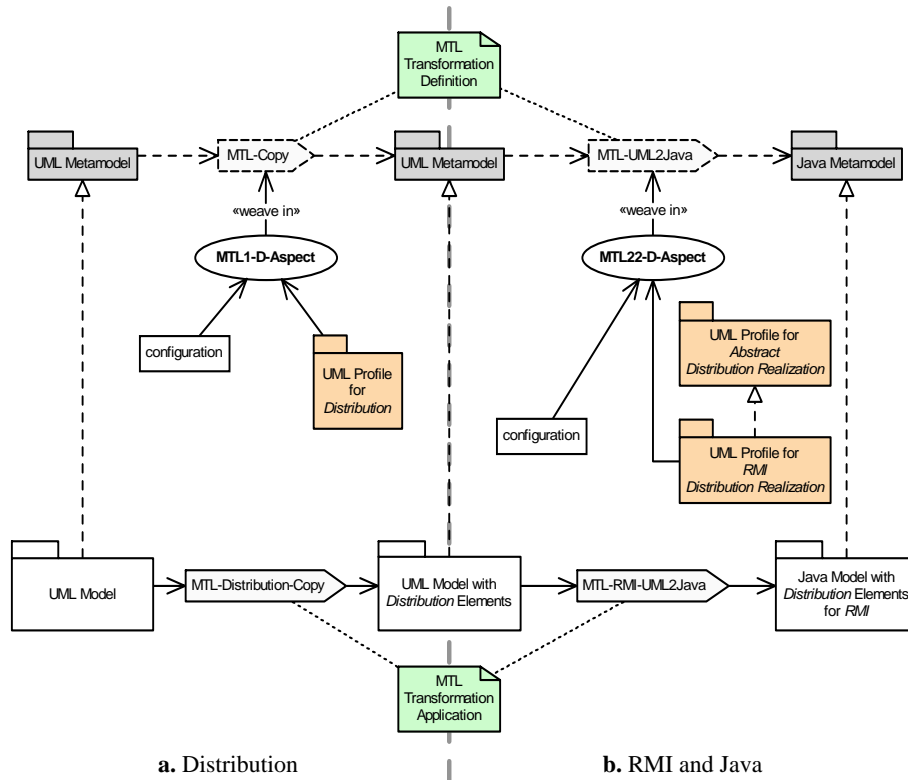 MTL
Transformation
Definition
UML Metamodel
MTL-Copy
UML Metamodel
MTL-UML2Java
Java Metamodel
«weave in»
«weave in»
MTL1-D-Aspect
MTL22-D-Aspect
configuration
UML Profile
for
Distribution
UML Profile for
Abstract
Distribution Realization
configuration
UML Profile for
RMI
Distribution Realization
UML Model
MTL-Distribution-Copy
UML Model with
Distribution Elements
MTL-RMI-UML2Java
Java Model with
Distribution Elements
for RMI
MTL
Transformation
Application
a. Distribution
b. RMI and Java